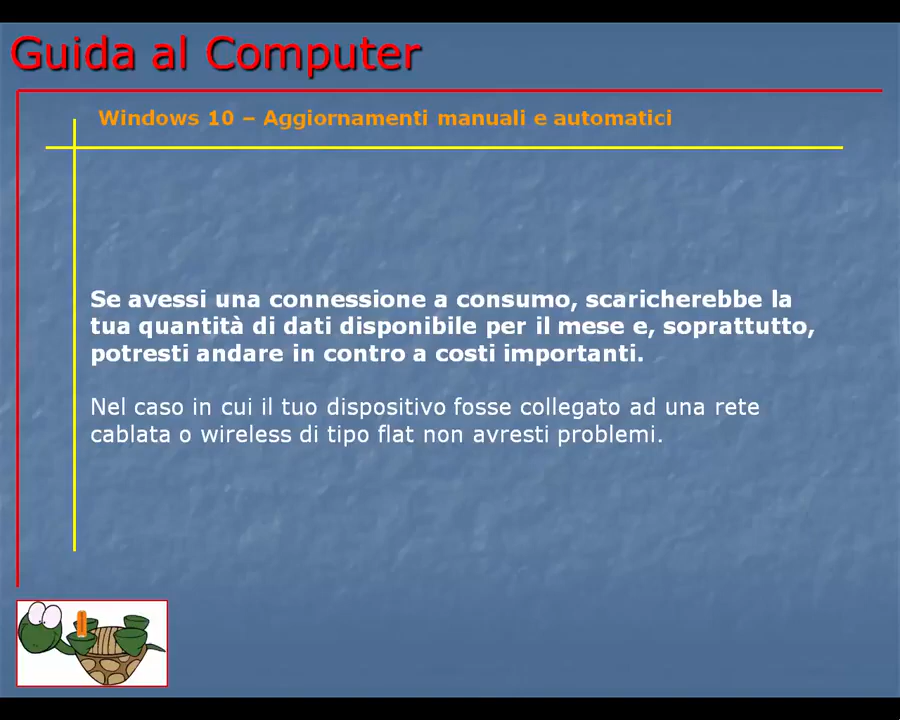 Guida al Computer
Windows 10 – Aggiornamenti manuali e automatici
Se avessi una connessione a consumo, scaricherebbe la
tua quantità di dati disponibile per il mese e, soprattutto,
potresti andare in contro a costi importanti.
Nel caso in cui il tuo dispositivo fosse collegato ad una rete
cablata o wireless di tipo flat non avresti problemi.